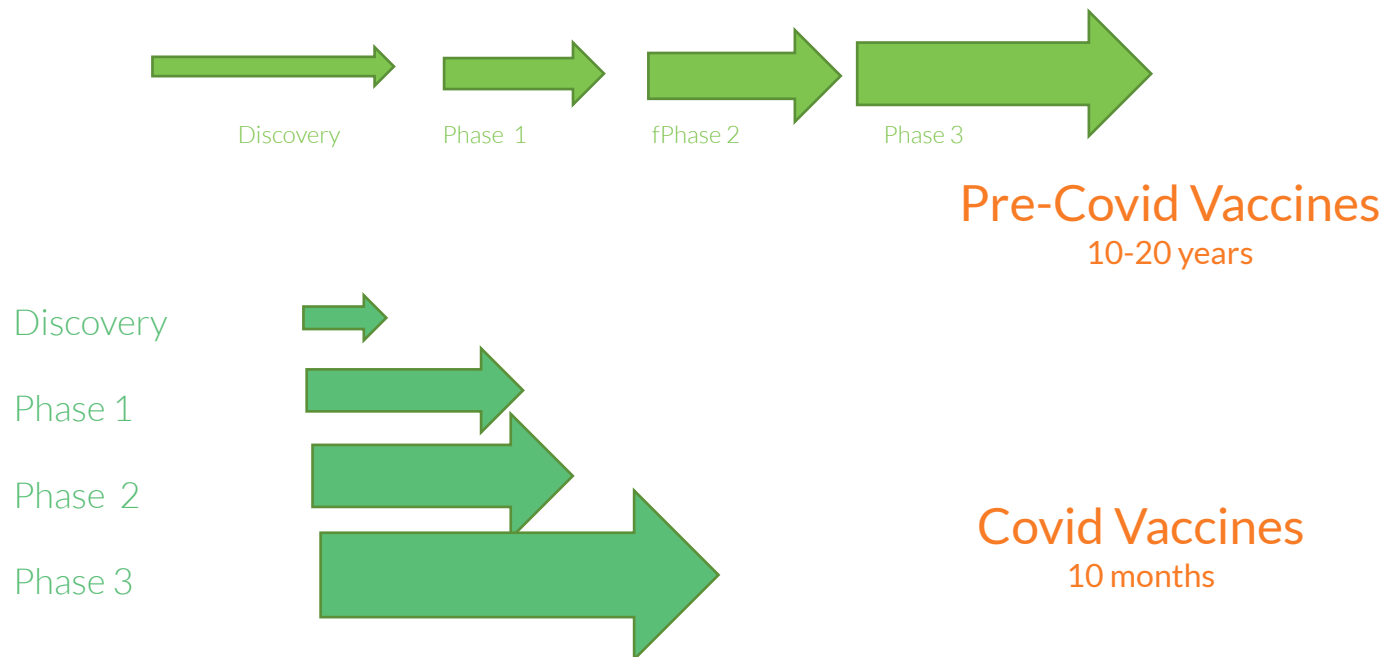 Discovery
Phase 1
fPhase 2
Phase 3
Pre-Covid Vaccines
10-20 years
Discovery
Phase 1
Phase 2
Phase 3
Covid Vaccines
10 months